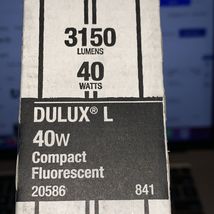 3150
LUMENS
40
WATTS
DULUX® L
40W
Compact
Fluorescent
20586 841